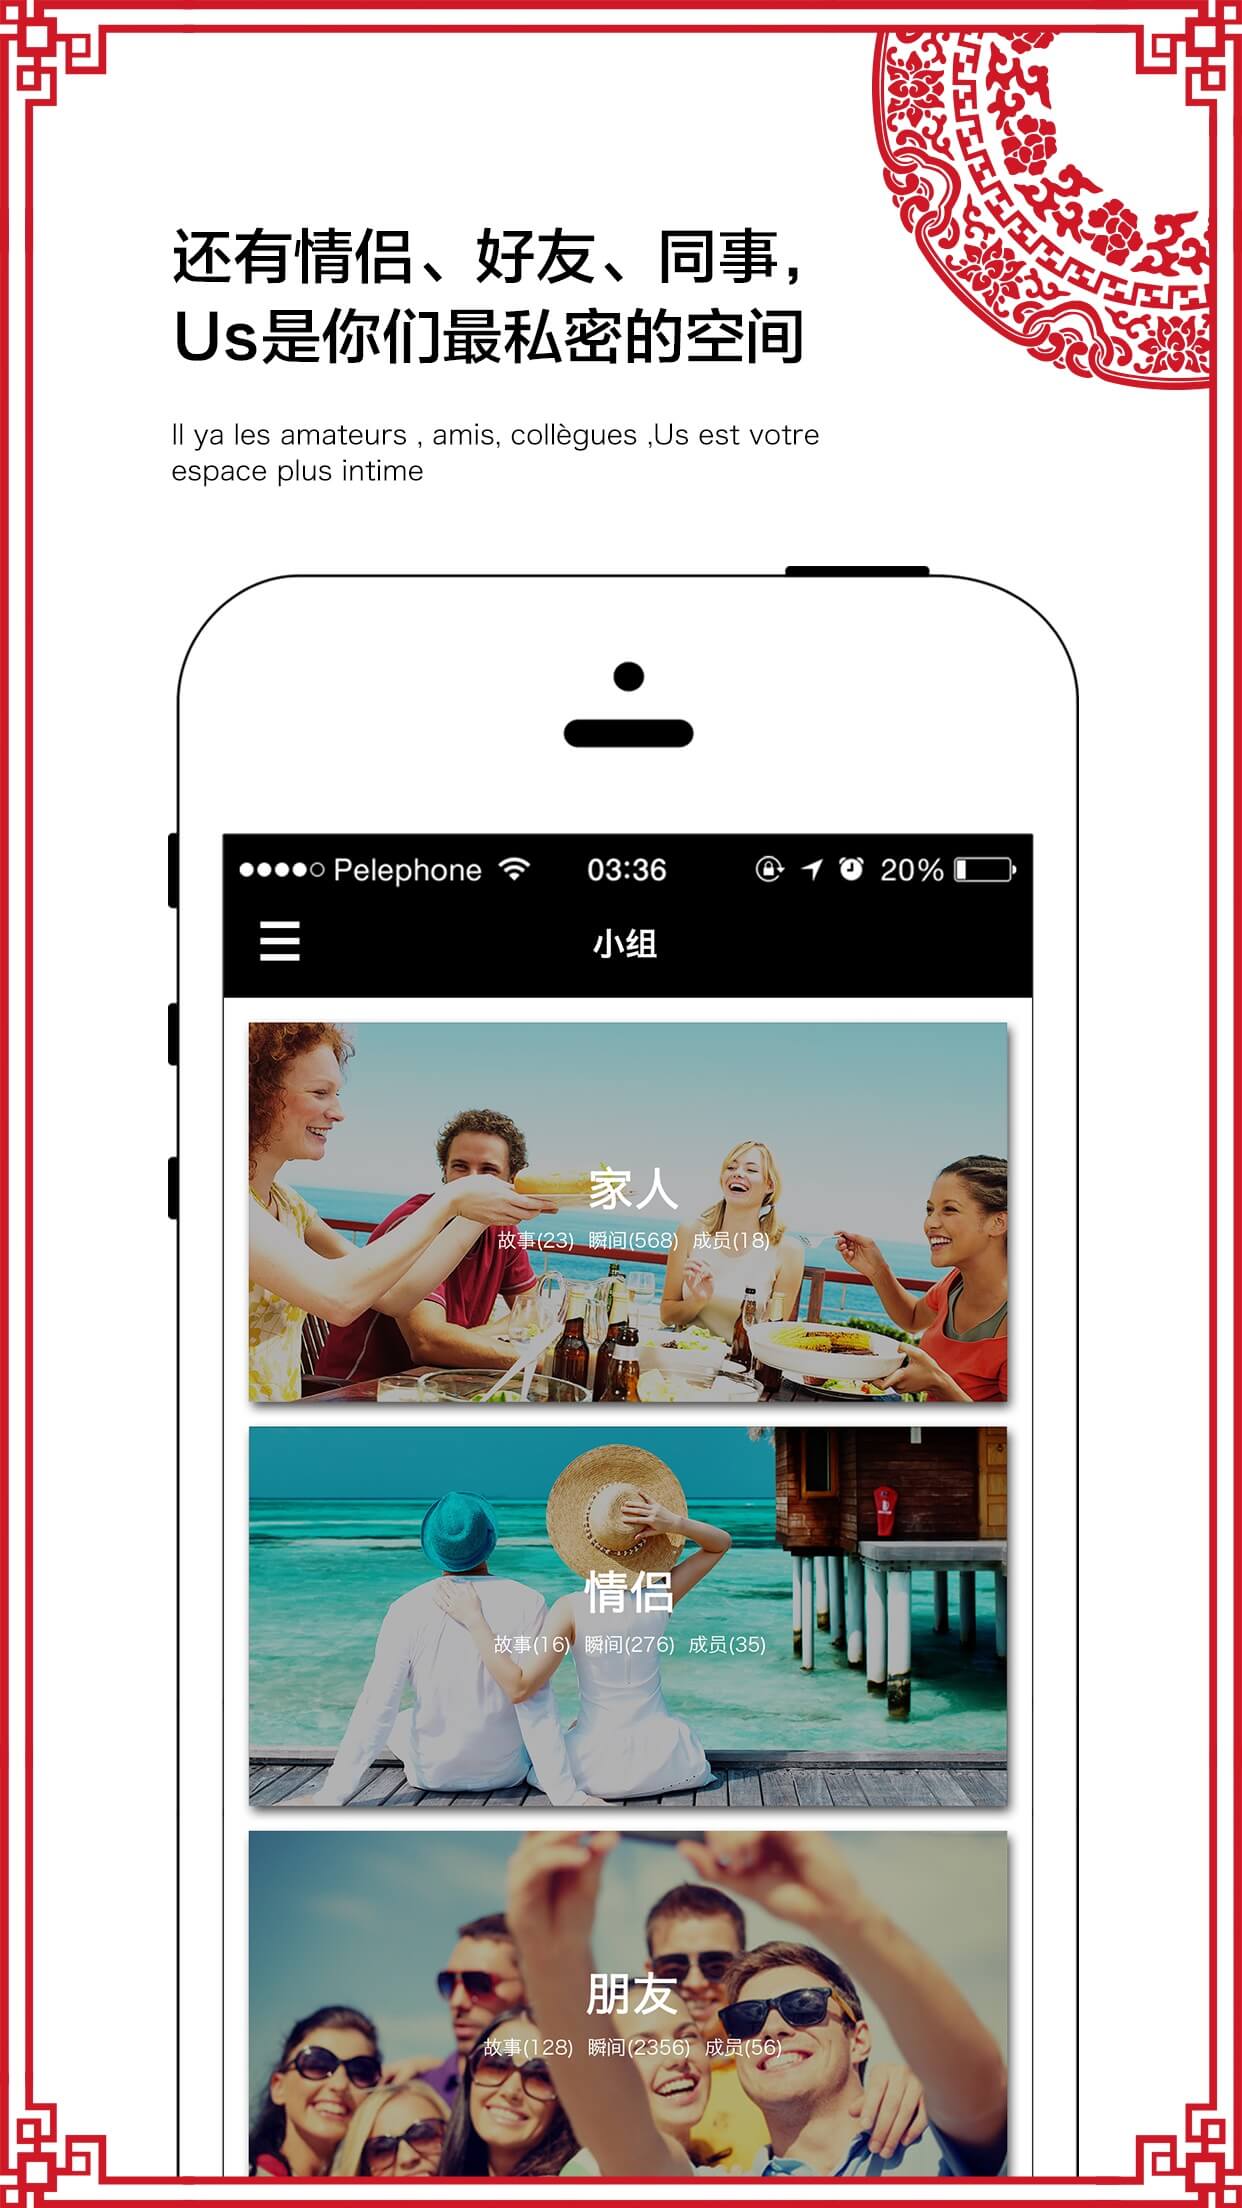 还有情侣、好友、同事，
Us是你们最私密的空间
Il ya les amateurs , amis, collègues ,Us est votre
espace plus intime
Pelephone 03:36 20%
小组
家人
故事(23) 瞬间(568) 成员(18)
情侣
故事(16) 瞬间(276) 成员(35)
朋友
故事(128) 瞬间(2356) 成员(56)